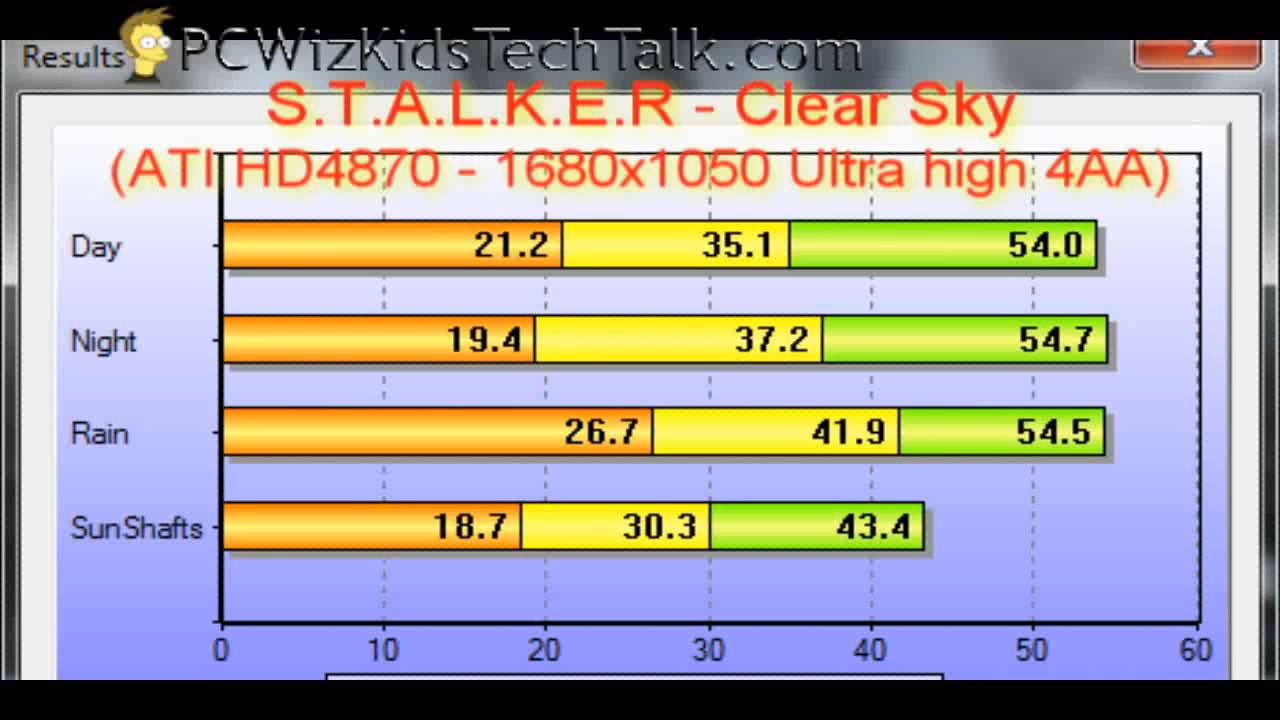 Results
PCWizKidsTechTalk.com
S.T.A.L.K.E.R - Clear Sky
(ATI HD4870 - 1680x1050 Ultra high 4AA)
Day 21.2 35.1 54.0
Night 19.4 37.2 54.7
Rain 26.7 41.9 54.5
SunShafts 18.7 30.3 43.4
0 10 20 30 40 50 60